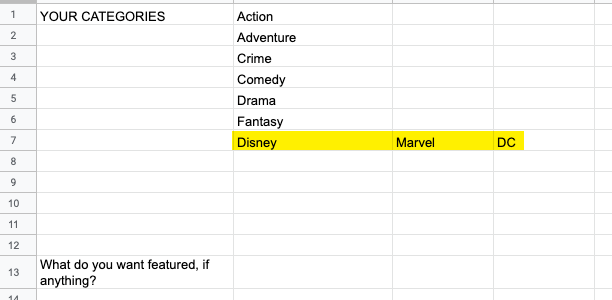 1 YOUR CATEGORIES Action
2 Adventure
3 Crime
4 Comedy
5 Drama
6 Fantasy
7 Disney Marvel DC
8
9
10
11
12
13 What do you want featured, if
anything?
14